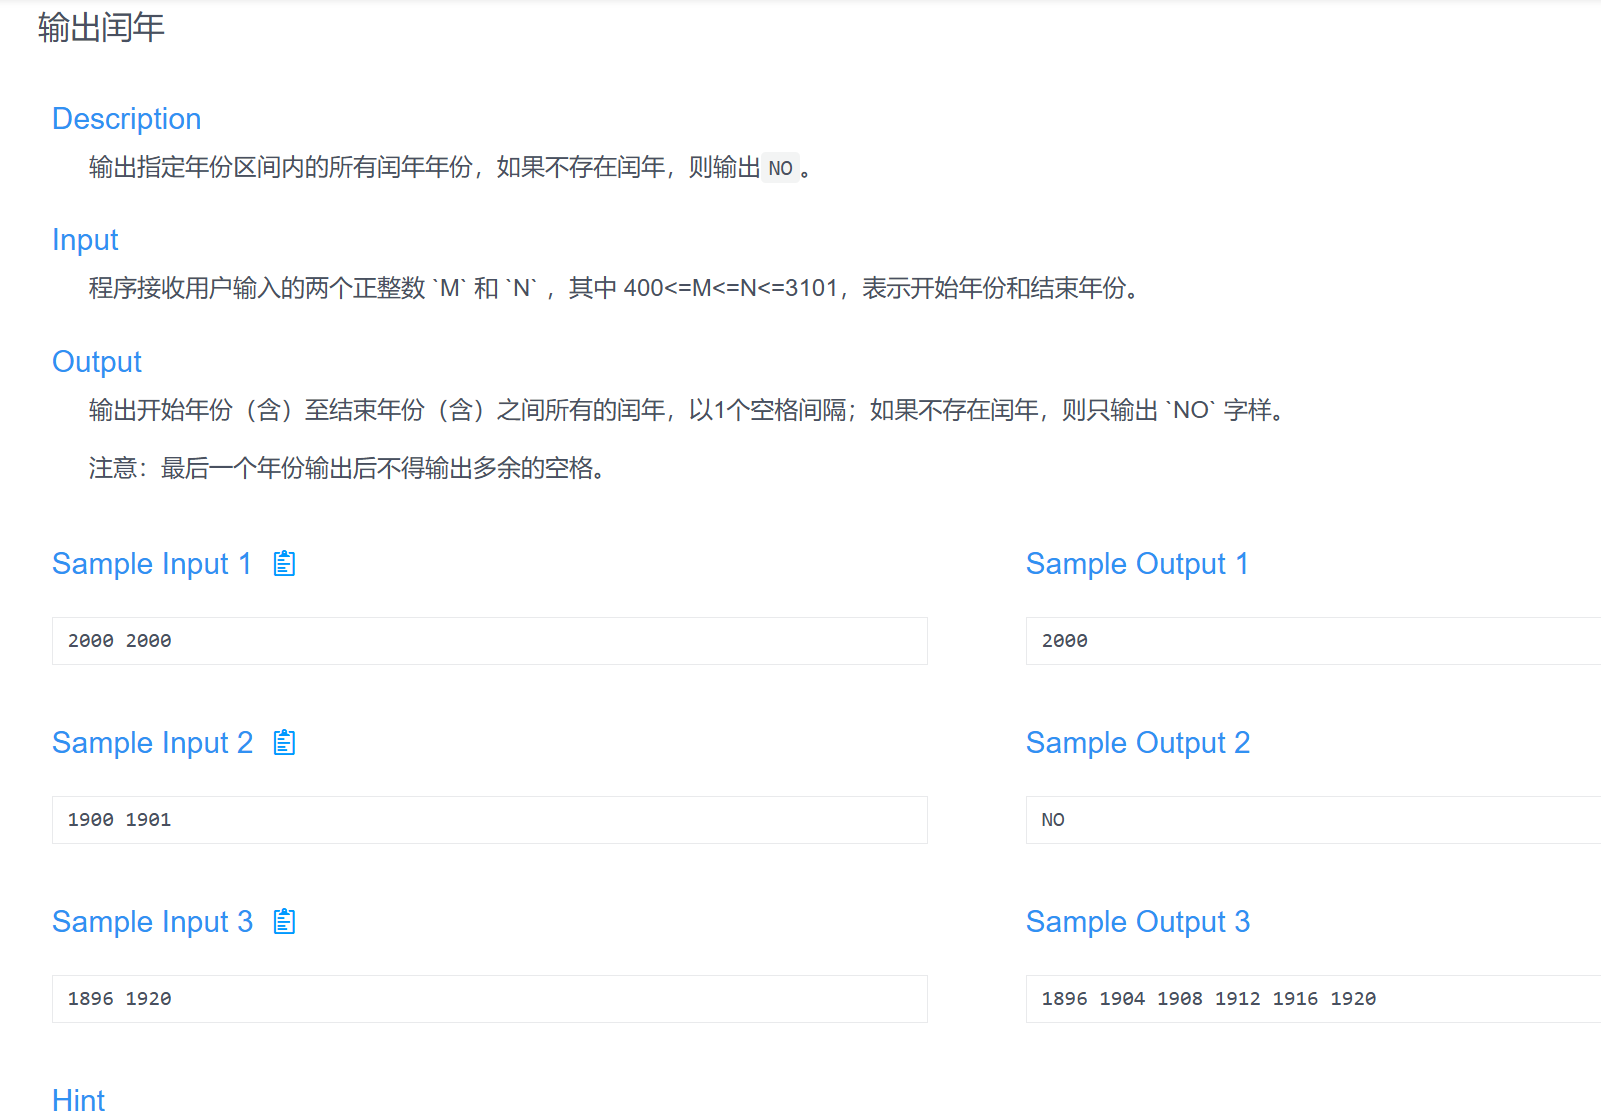 输出闰年
Description
输出指定年份区间内的所有闰年年份，如果不存在闰年，则输出 NO 。
Input
程序接收用户输入的两个正整数 `M` 和 `N` ，其中 400<=M<=N<=3101，表示开始年份和结束年份。
Output
输出开始年份（含）至结束年份（含）之间所有的闰年，以1个空格间隔；如果不存在闰年，则只输出 `NO` 字样。
注意：最后一个年份输出后不得输出多余的空格。
Sample Input 1
Sample Output 1
2000 2000
2000
Sample Input 2
Sample Output 2
1900 1901
NO
Sample Input 3
Sample Output 3
1896 1920
1896 1904 1908 1912 1916 1920
Hint